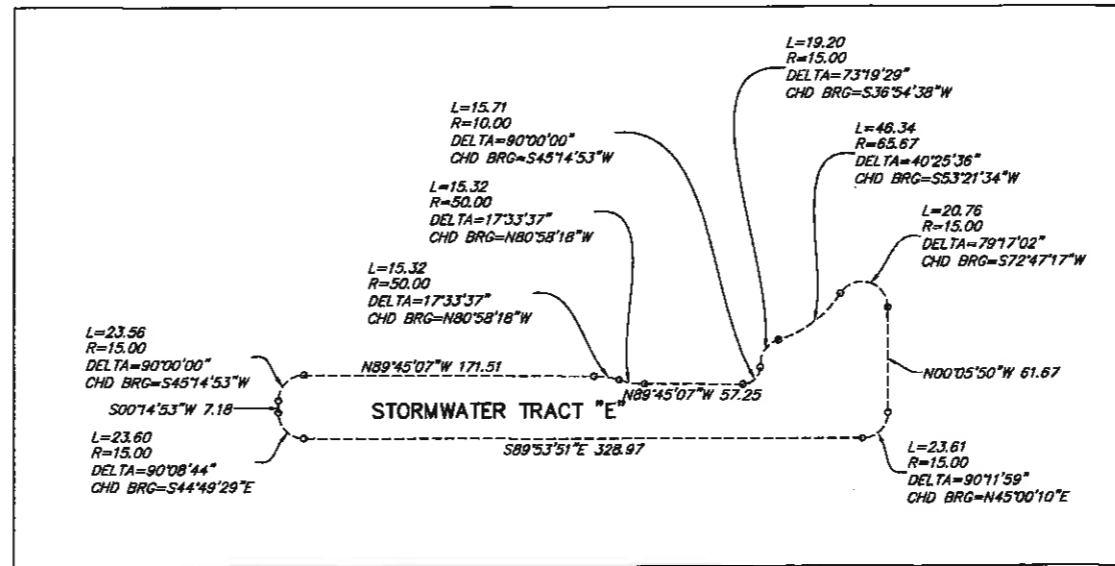 L=19.20
R=15.00
DELTA=73°19'29"
CHD BRG=S36°54'38"W
L=15.71
R=10.00
DELTA=90°00'00"
CHD BRG=S45°14'53"W
L=46.34
R=65.67
DELTA=40°25'36"
CHD BRG=S53°21'34"W
L=15.32
R=50.00
DELTA=17°33'37"
CHD BRG=N80°58'18"W
L=20.76
R=15.00
DELTA=79°17'02"
CHD BRG=S72°47'17"W
L=15.32
R=50.00
DELTA=17°33'37"
CHD BRG=N80°58'18"W
L=23.56
R=15.00
DELTA=90°00'00"
CHD BRG=S45°14'53"W
N89°45'07"W 171.51
N00°05'50"W 61.67
N89°45'07"W 57.25
S00°14'53"W 7.18
STORMWATER TRACT "E"
L=23.60
R=15.00
DELTA=90°08'44"
CHD BRG=S44°49'29"E
S89°53'51"E 328.97
L=23.61
R=15.00
DELTA=90°11'59"
CHD BRG=N45°00'10"E